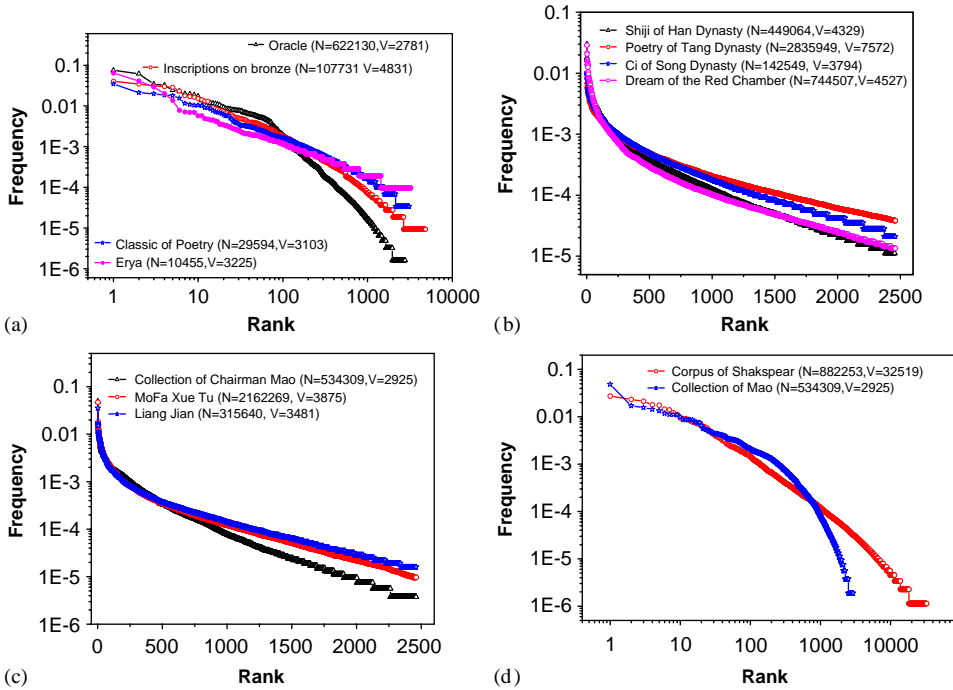 Oracle (N=622130,V=2781)
Inscriptions on bronze (N=107731 V=4831)
0.1
0.01
1E-3
1E-4
1E-5
1E-6
Frequency
Classic of Poetry(N=29594,V=3103)
Erya (N=10455,V=3225)
1
10
100
1000
10000
Rank
(a)
Shiji of Han Dynasty (N=449064,V=4329)
Poetry of Tang Dynasty (N=2835949, V=7572)
Ci of Song Dynasty (N=142549, V=3794)
Dream of the Red Chamber (N=744507,V=4527)
0.1
0.01
1E-3
1E-4
1E-5
Frequency
0
500
1000
1500
2000
2500
Rank
(b)
Collection of Chairman Mao (N=534309,V=2925)
MoFa Xue Tu (N=2162269,V=3875)
Liang Jian (N=315640, V=3481)
0.1
0.01
1E-3
1E-4
1E-5
1E-6
Frequency
0
500
1000
1500
2000
2500
Rank
(c)
Corpus of Shakspear (N=882253,V=32519)
Collection of Mao (N=534309,V=2925)
0.1
0.01
1E-3
1E-4
1E-5
1E-6
Frequency
1
10
100
1000
10000
Rank
(d)